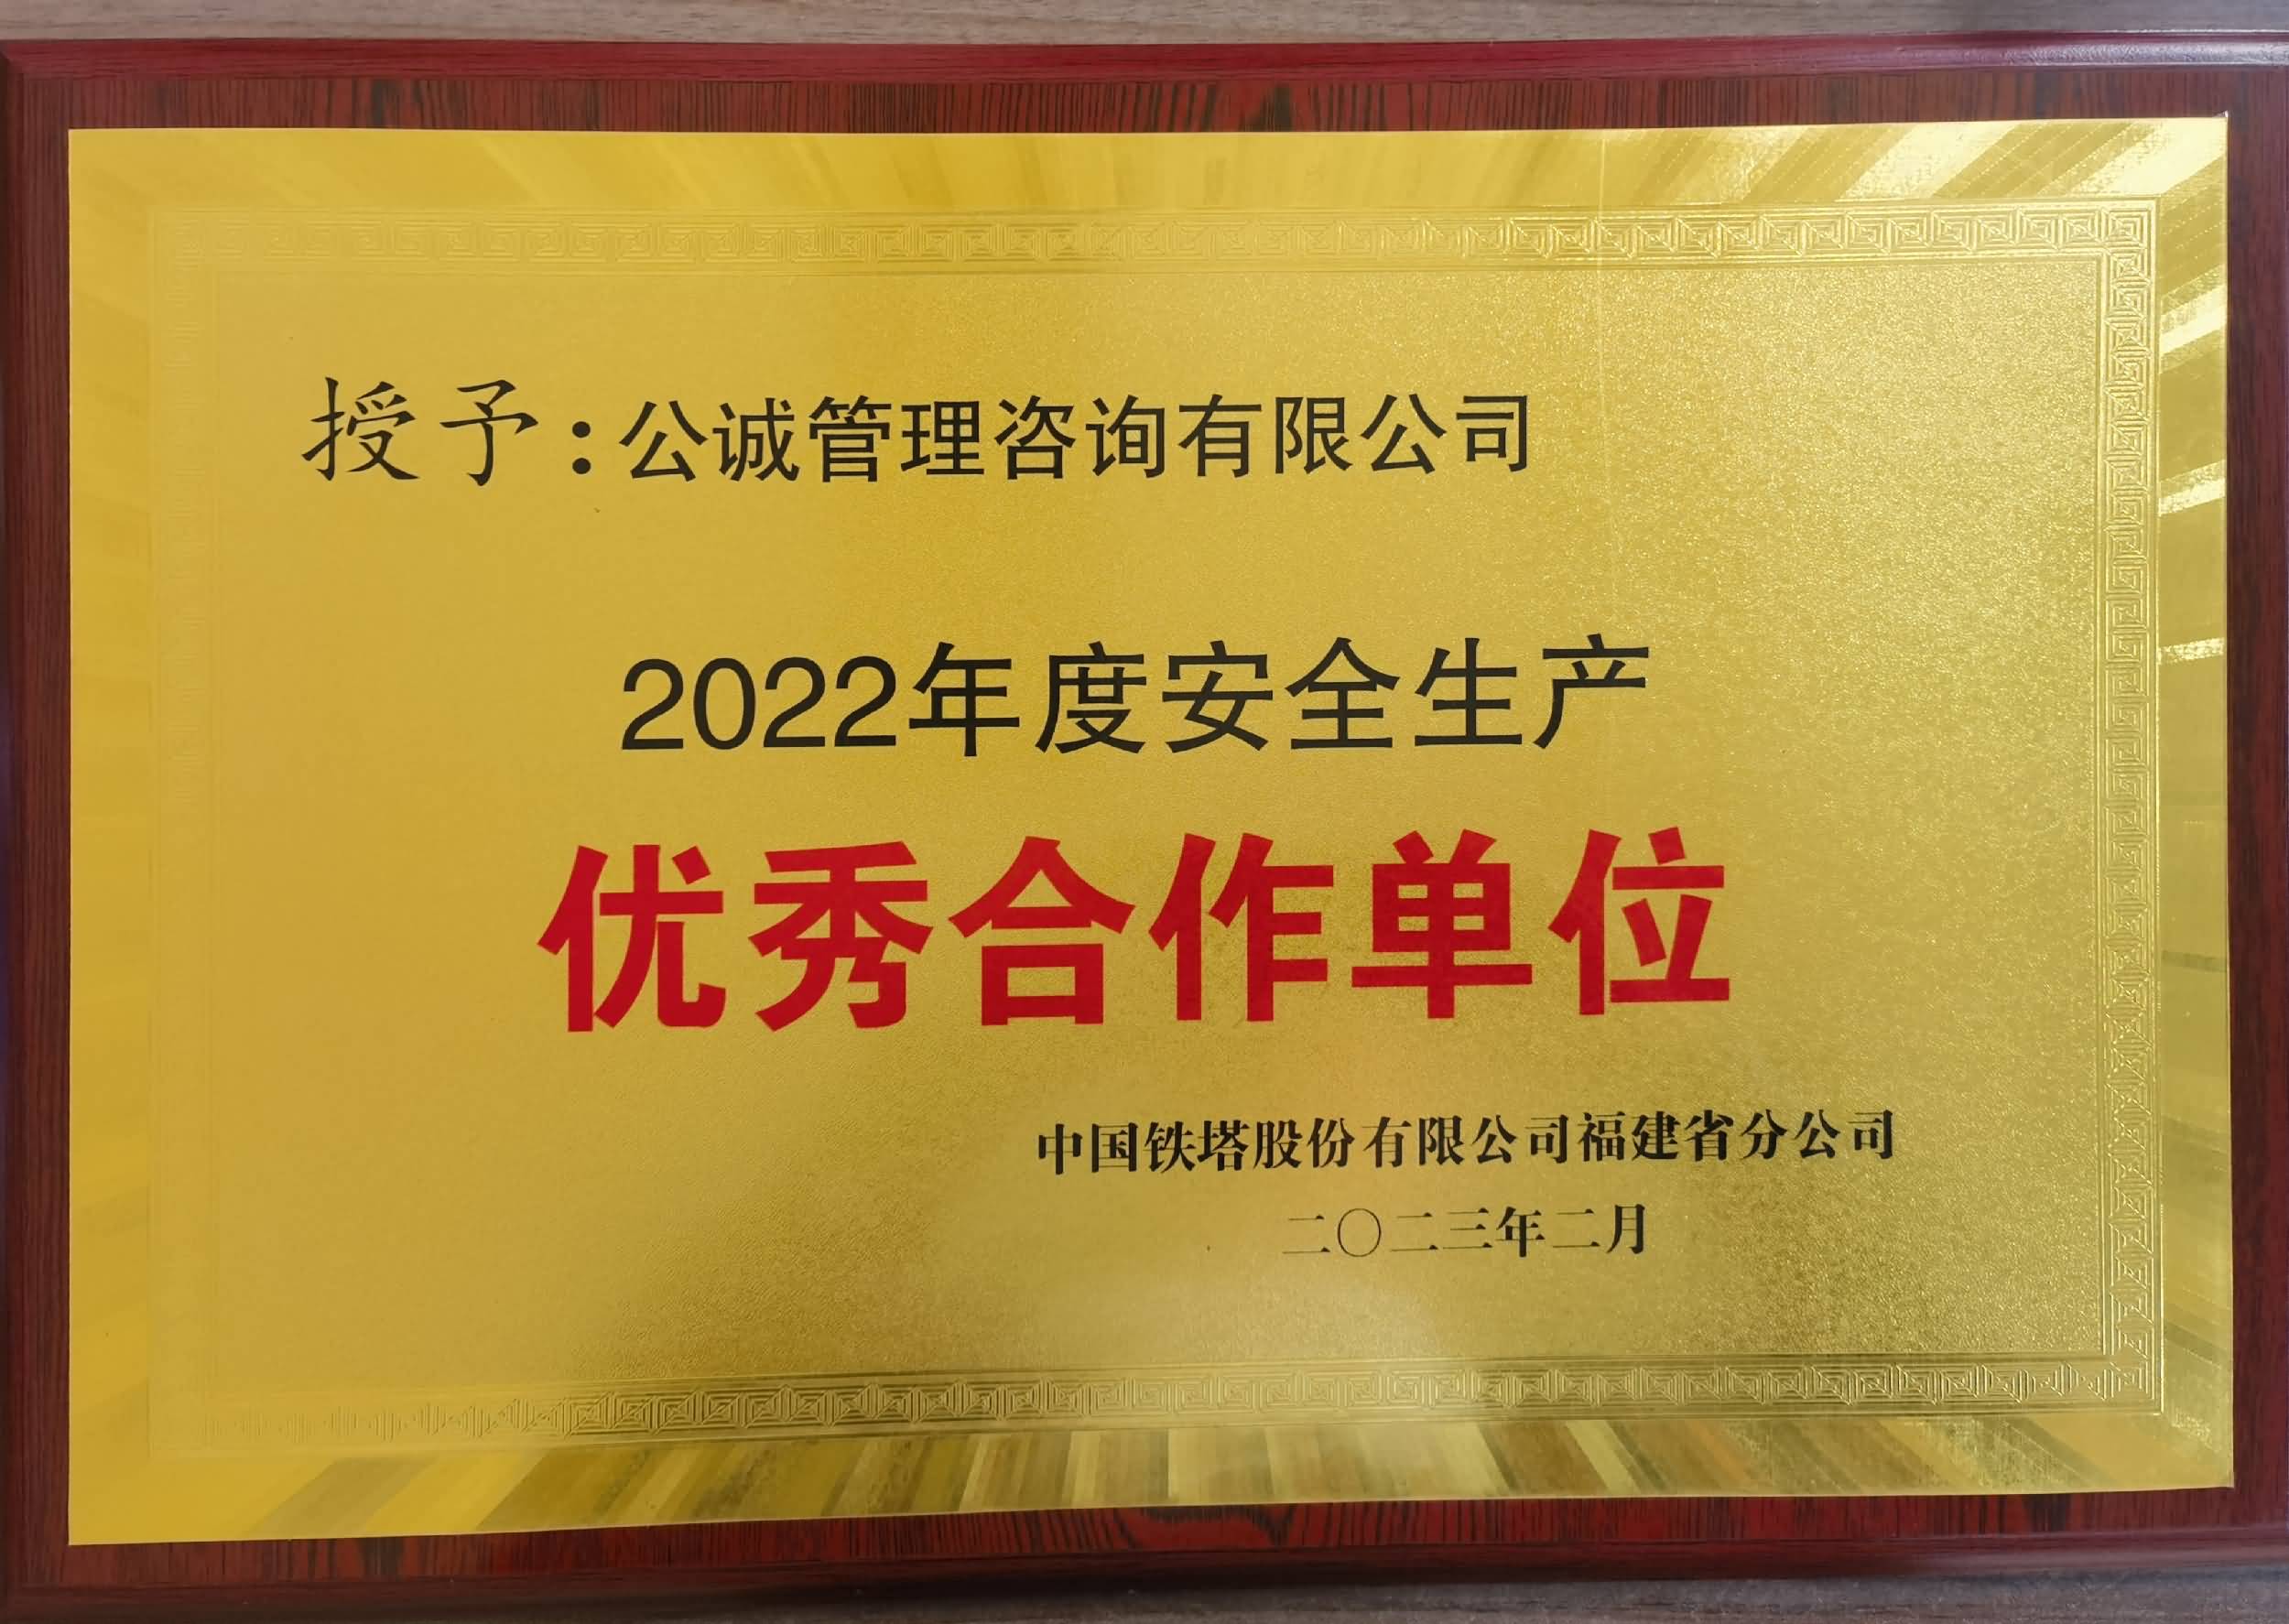 授予:公诚管理咨询有限公司
2022年度安全生产
优秀合作单位
中国铁塔股份有限公司福建省分公司
二〇二三年二月